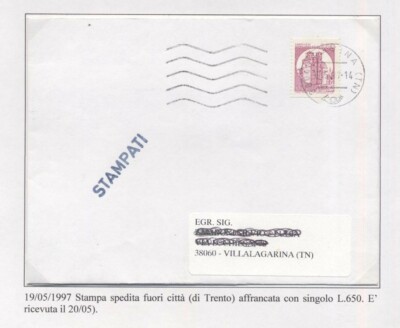 (TN)
STAMPATI
EGR. SIG.
38060 - VILLALAGARINA (TN)
19/05/1997 Stampa spedita fuori città (di Trento) affrancata con singolo L.650. E'
ricevuta il 20/05).